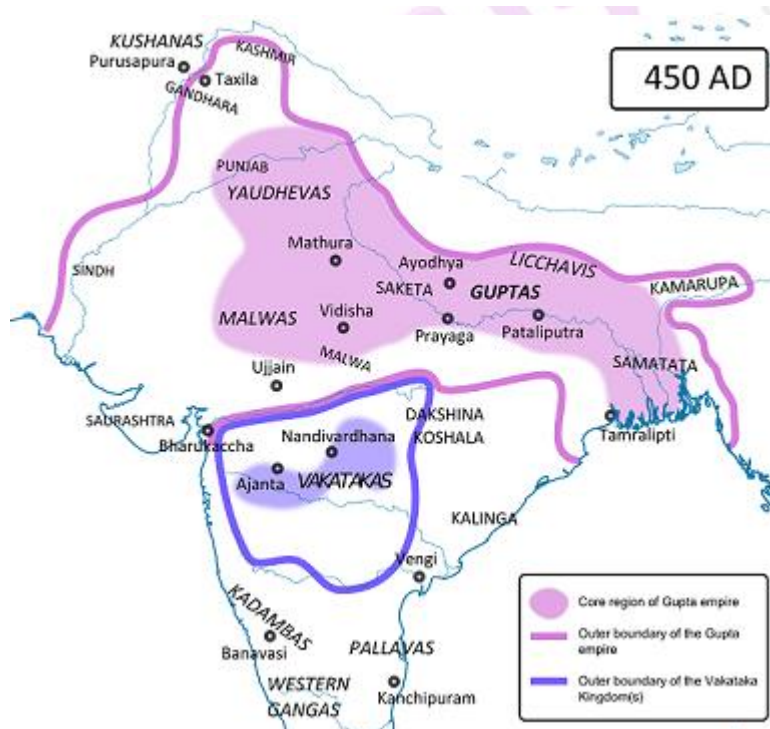 KUSHANAS
KASHMIR
Purusapura
Taxila
GANDHARA
450 AD
PUNJAB
YAUDHEVAS
Mathura
Ayodhya
LICCHAVIS
SINDH
SAKETA
GUPTAS
KAMARUPA
MALWAS
Vidisha
Prayaga
Pataliputra
MALWA
SAMATATA
Ujjain
SAURASHTRA
DAKSHINA
KOSHALA
Bharukaccha
Nandivardhana
Tamralipti
Ajanta
VAKATAKAS
KALINGA
Vengi
KADAMBAS
Banavasi
PALLAVAS
WESTERN
GANGAS
Kanchipuram
Core region of Gupta empire
Outer boundary of the Gupta
empire
Outer boundary of the Vakataka
Kingdom(s)